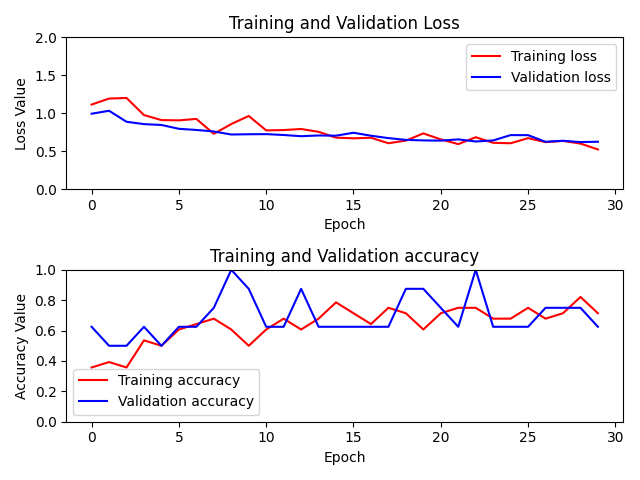 Training and Validation Loss
2.0
1.5
1.0
0.5
0.0
Loss Value
Training loss
Validation loss
0 5 10 15 20 25 30
Epoch
Training and Validation accuracy
1.0
0.8
0.6
0.4
0.2
0.0
Accuracy Value
Training accuracy
Validation accuracy
0 5 10 15 20 25 30
Epoch